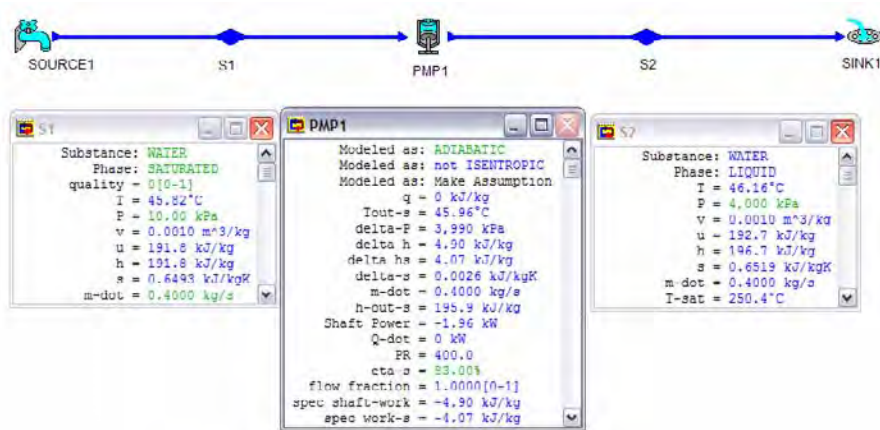 SOURCE1 S1 PMP1 S2 SINK1
S1
Substance: WATER
Phase: SATURATED
quality = 0[0-1]
T = 45.82°C
P = 10.00 kPa
v = 0.0010 m^3/kg
u = 191.8 kJ/kg
h = 191.8 kJ/kg
s = 0.6493 kJ/kgK
m-dot = 0.4000 kg/s
PMP1
Modeled as: ADIABATIC
Modeled as: not ISENTROPIC
Modeled as: Make Assumption
q = 0 kJ/kg
Tout-s = 45.96°C
delta-P = 3,990 kPa
delta h = 4.90 kJ/kg
delta hs = 4.07 kJ/kg
delta-s = 0.0026 kJ/kgK
m-dot = 0.4000 kg/s
h-out-s = 195.9 kJ/kg
Shaft Power = -1.96 kW
Q-dot = 0 kW
PR = 400.0
eta-s = 83.00%
flow fraction = 1.0000[0-1]
spec shaft-work = -4.90 kJ/kg
spec work-s = -4.07 kJ/kg
S2
Substance: WATER
Phase: LIQUID
T = 46.16°C
P = 4,000 kPa
v = 0.0010 m^3/kg
u = 192.7 kJ/kg
h = 196.7 kJ/kg
s = 0.6519 kJ/kgK
m-dot = 0.4000 kg/s
T-sat = 250.4°C